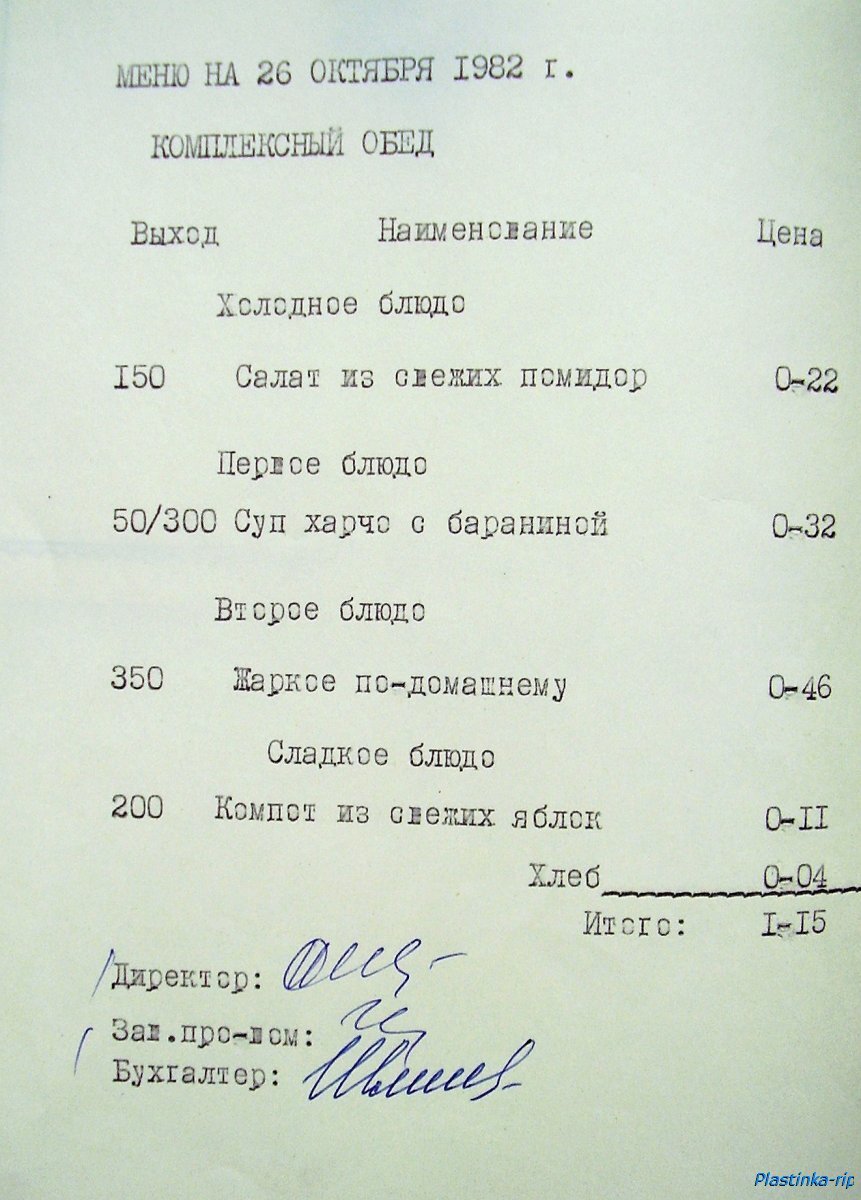 МЕНЮ НА 26 ОКТЯБРЯ 1982 г.
КОМПЛЕКСНЫЙ ОБЕД
Выход Наименование Цена
Холодное блюдо
150 Салат из свежих помидор 0-22
Первое блюдо
50/300 Суп харчо с бараниной 0-32
Второе блюдо
350 Жаркое по-домашнему 0-46
Сладкое блюдо
200 Компот из свежих яблок 0-11
Хлеб 0-04
Итого: 1-15
Директор:
Зав.про-вом:
Бухгалтер:
Plastinka-rip